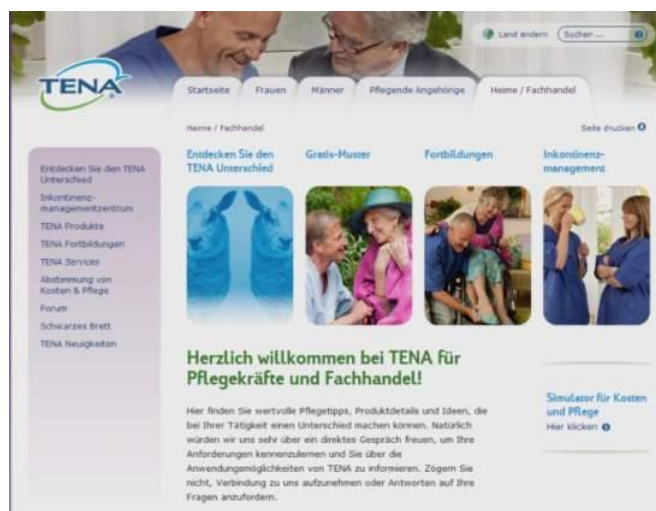 Land ändern
Suchen ...
TENA
Startseite
Frauen
Männer
Pflegende Angehörige
Heime / Fachhandel
Heime / Fachhandel
Seite drucken
Entdecken Sie den TENA
Unterschied
Inkontinenz-
managementzentrum
TENA Produkte
TENA Fortbildungen
TENA Services
Abstimmung von
Kosten & Pflege
Forum
Schwarzes Brett
TENA Neuigkeiten
Entdecken Sie den
TENA Unterschied
Gratis-Muster
Fortbildungen
Inkontinenz-
management
Herzlich willkommen bei TENA für
Pflegekräfte und Fachhandel!
Hier finden Sie wertvolle Pflegetipps, Produktdetails und Ideen, die
bei Ihrer Tätigkeit einen Unterschied machen können. Natürlich
würden wir uns sehr über ein direktes Gespräch freuen, um Ihre
Anforderungen kennenzulernen und Sie über die
Anwendungsmöglichkeiten von TENA zu informieren. Zögern Sie
nicht, Verbindung zu uns aufzunehmen oder Antworten auf Ihre
Fragen anzufordern.
Simulator für Kosten
und Pflege
Hier klicken